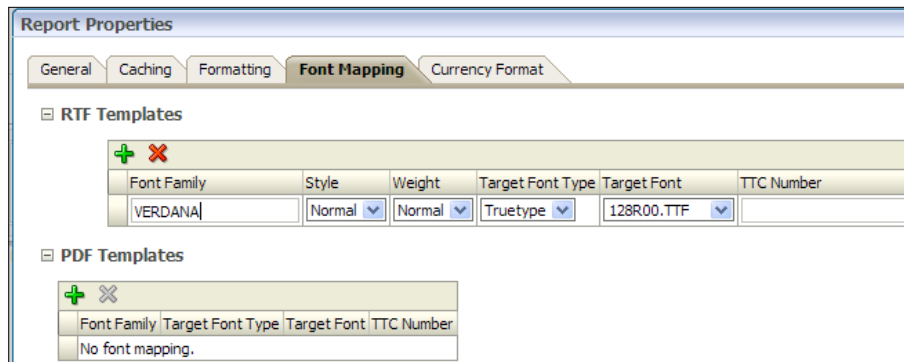 Report Properties
General Caching Formatting Font Mapping Currency Format
RTF Templates
Font Family Style Weight Target Font Type Target Font TTC Number
VERDANA Normal Normal Truetype 128R00.TTF
PDF Templates
Font Family Target Font Type Target Font TTC Number
No font mapping.